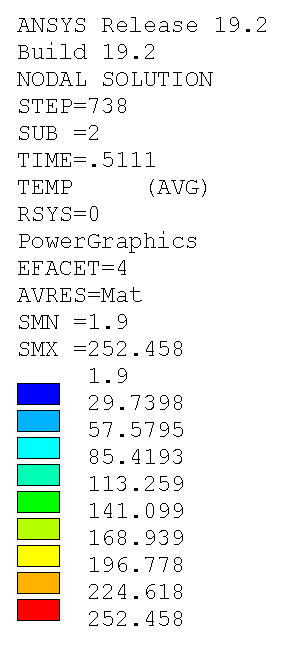 ANSYS Release 19.2
Build 19.2
NODAL SOLUTION
STEP=738
SUB =2
TIME=.5111
TEMP     (AVG)
RSYS=0
PowerGraphics
EFACET=4
AVRES=Mat
SMN =1.9
SMX =252.458
1.9
29.7398
57.5795
85.4193
113.259
141.099
168.939
196.778
224.618
252.458